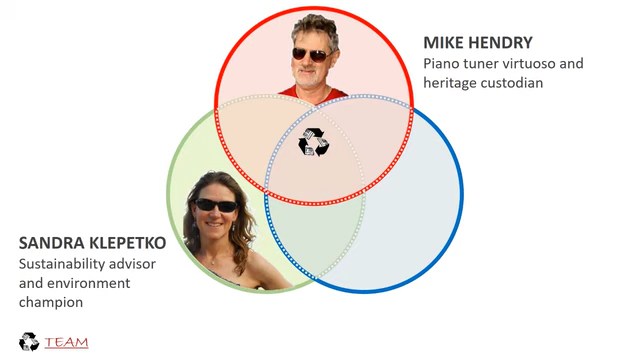 MIKE HENDRY
Piano tuner virtuoso and
heritage custodian
SANDRA KLEPETKO
Sustainability advisor
and environment
champion
TEAM